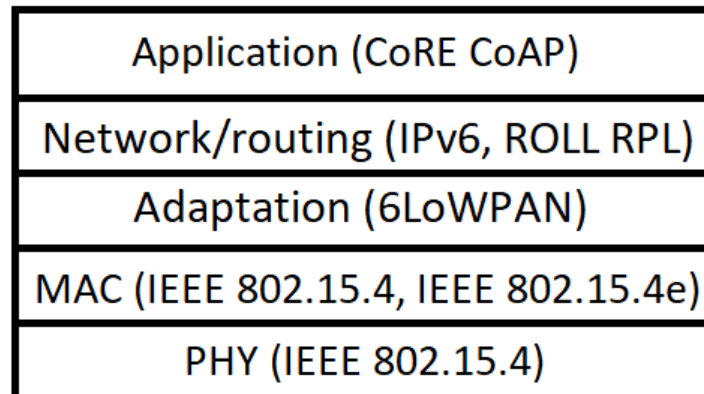 Application (CoRE CoAP)
Network/routing (IPv6, ROLL RPL)
Adaptation (6LoWPAN)
MAC (IEEE 802.15.4, IEEE 802.15.4e)
PHY (IEEE 802.15.4)